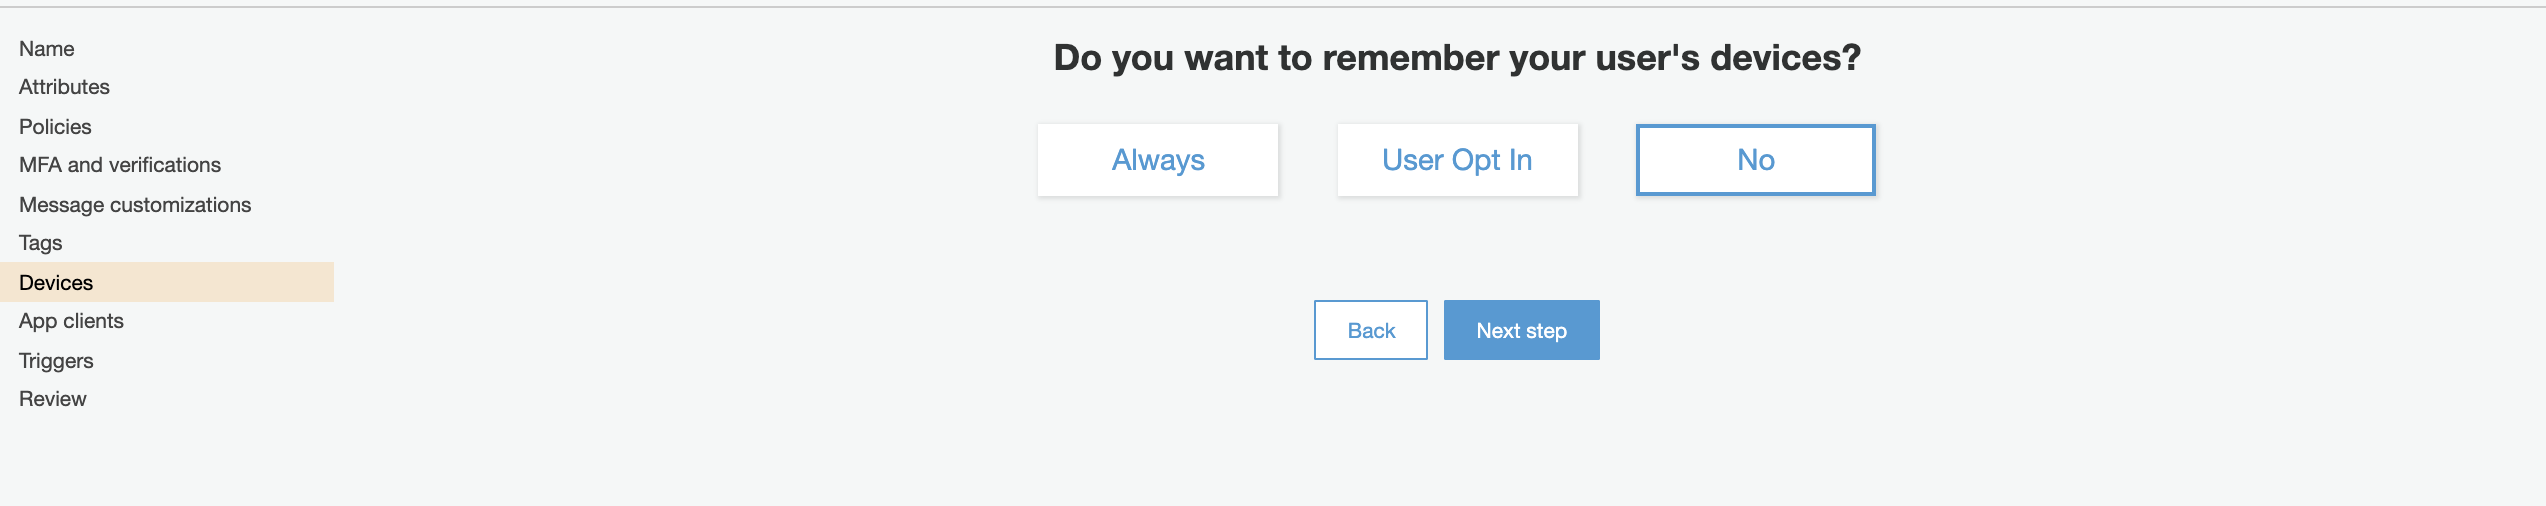 Name
Attributes
Policies
MFA and verifications
Message customizations
Tags
Devices
App clients
Triggers
Review
Do you want to remember your user's devices?
Always
User Opt In
No
Back
Next step